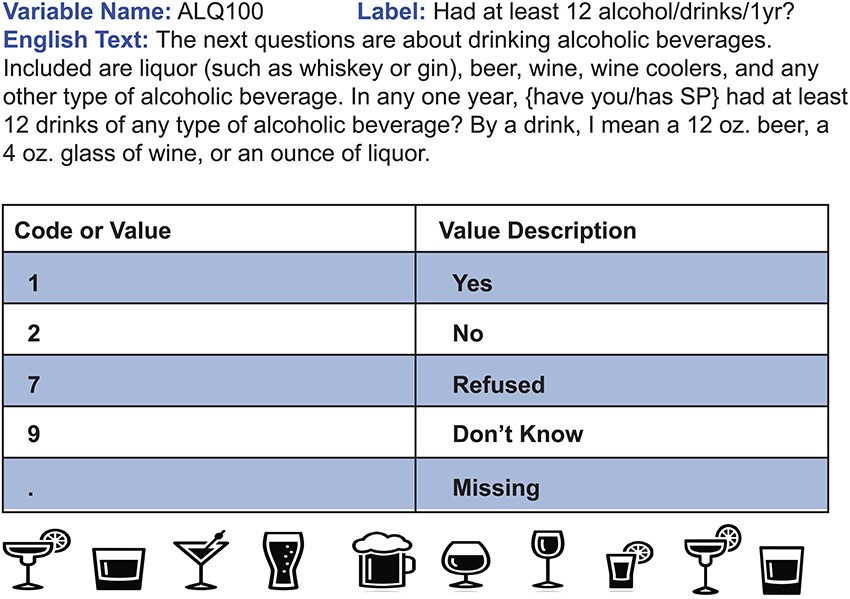 Variable Name: ALQ100 Label: Had at least 12 alcohol/drinks/1yr?
English Text: The next questions are about drinking alcoholic beverages.
Included are liquor (such as whiskey or gin), beer, wine, wine coolers, and any
other type of alcoholic beverage. In any one year, {have you/has SP} had at least
12 drinks of any type of alcoholic beverage? By a drink, I mean a 12 oz. beer, a
4 oz. glass of wine, or an ounce of liquor.
Code or Value Value Description
1 Yes
2 No
7 Refused
9 Don’t Know
. Missing